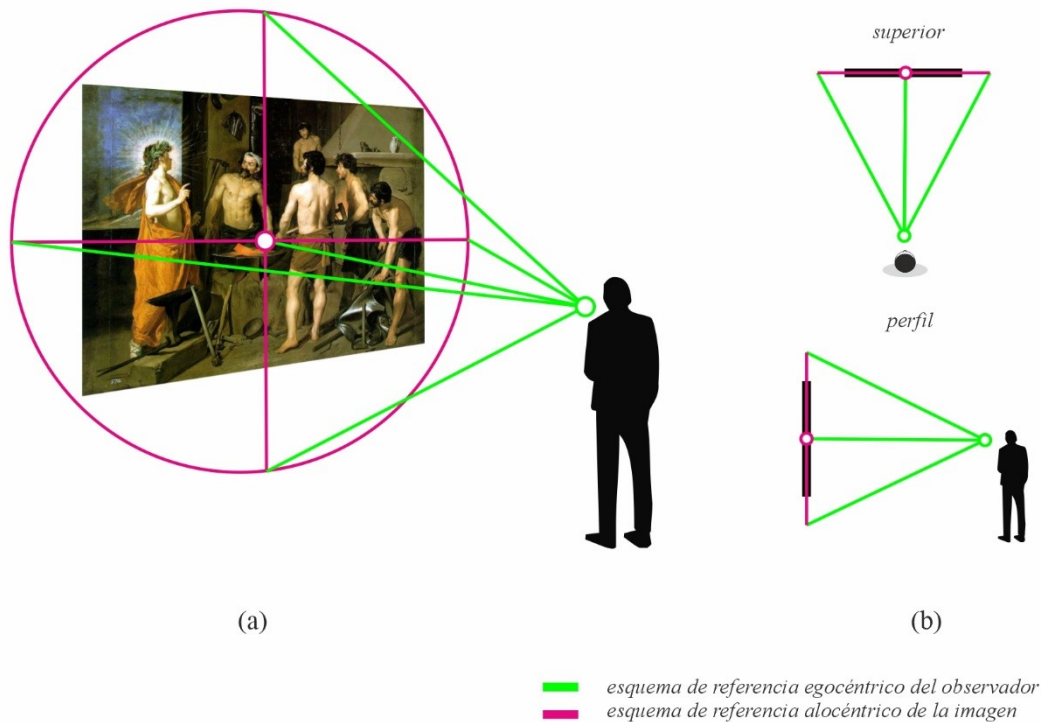 superior
perfil
(a)
(b)
esquema de referencia egocéntrico del observador
esquema de referencia alocéntrico de la imagen